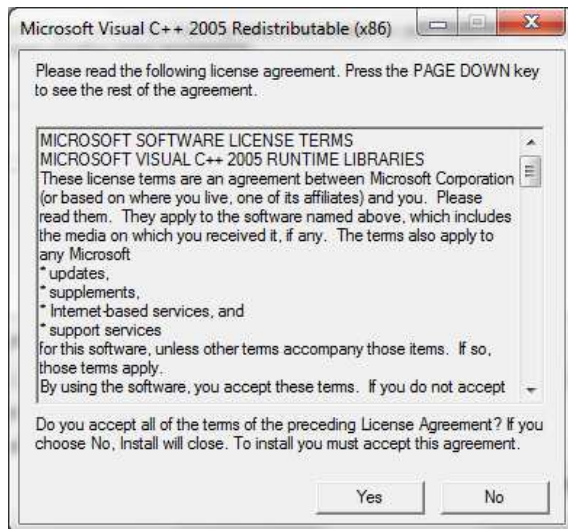 Microsoft Visual C++ 2005 Redistributable (x86)
Please read the following license agreement. Press the PAGE DOWN key
to see the rest of the agreement.
MICROSOFT SOFTWARE LICENSE TERMS
MICROSOFT VISUAL C++ 2005 RUNTIME LIBRARIES
These license terms are an agreement between Microsoft Corporation
(or based on where you live, one of its affiliates) and you.  Please
read them.  They apply to the software named above, which includes
the media on which you received it, if any.  The terms also apply to
any Microsoft
* updates,
* supplements,
* Internet-based services, and
* support services
for this software, unless other terms accompany those items.  If so,
those terms apply.
By using the software, you accept these terms.  If you do not accept
Do you accept all of the terms of the preceding License Agreement? If you
choose No, Install will close. To install you must accept this agreement.
Yes No